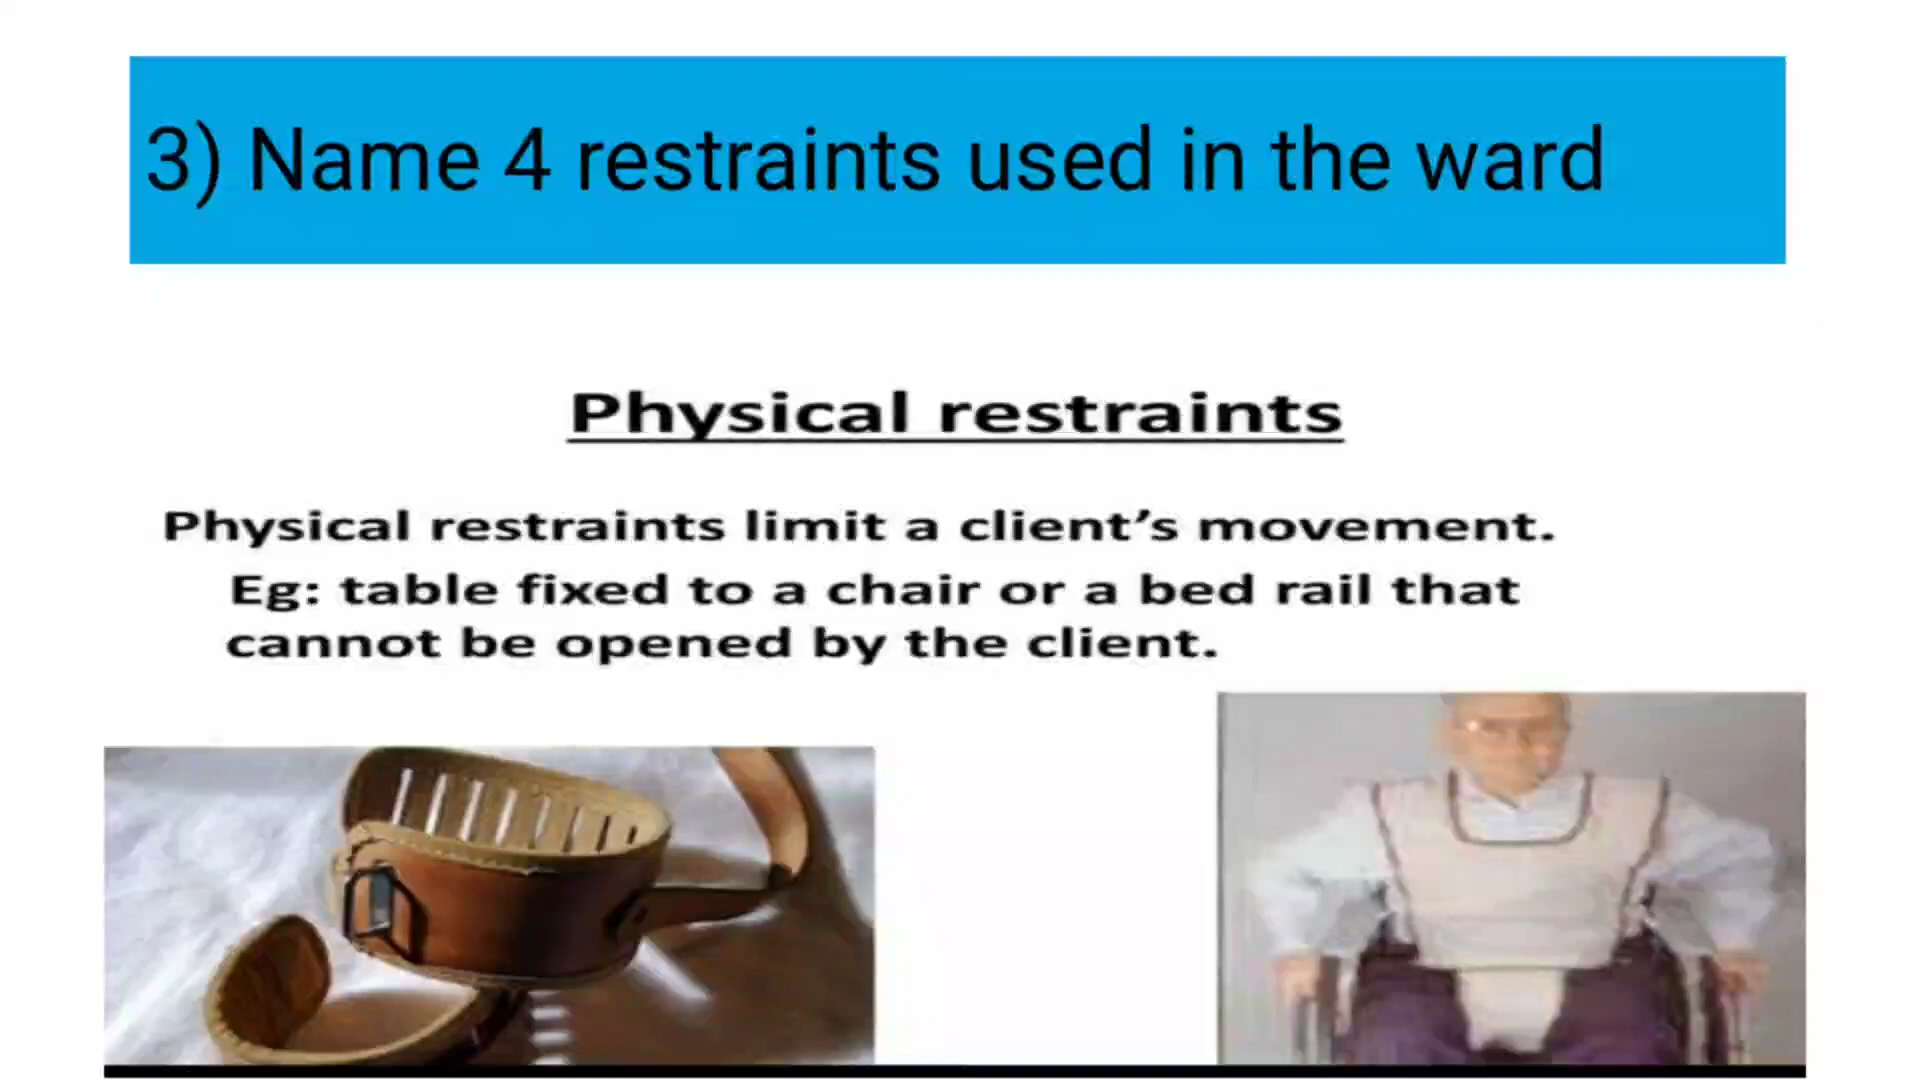 3) Name 4 restraints used in the ward
Physical restraints
Physical restraints limit a client’s movement.
Eg: table fixed to a chair or a bed rail that
cannot be opened by the client.